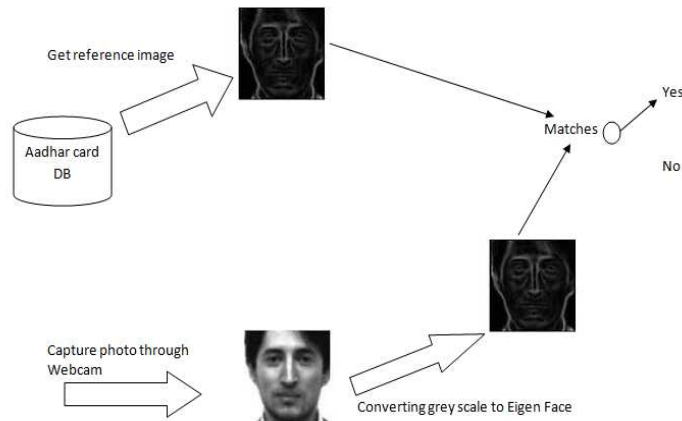 Get reference image
Aadhar card
DB
Matches
Yes
No
Capture photo through
Webcam
Converting grey scale to Eigen Face